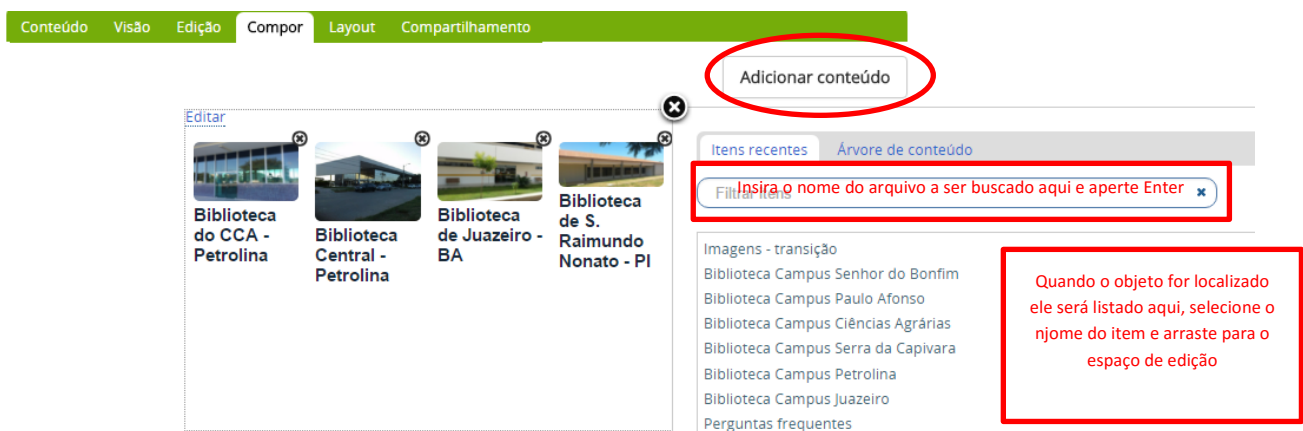 Conteúdo Visão Edição Compor Layout Compartilhamento
Adicionar conteúdo
Editar
Biblioteca
do CCA -
Petrolina
Biblioteca
Central -
Petrolina
Biblioteca
de Juazeiro -
BA
Biblioteca
de S.
Raimundo
Nonato - PI
Itens recentes Árvore de conteúdo
Filtrar itens
Insira o nome do arquivo a ser buscado aqui e aperte Enter
Imagens - transição
Biblioteca Campus Senhor do Bonfim
Biblioteca Campus Paulo Afonso
Biblioteca Campus Ciências Agrárias
Biblioteca Campus Serra da Capivara
Biblioteca Campus Petrolina
Biblioteca Campus Juazeiro
Perguntas frequentes
Quando o objeto for localizado
ele será listado aqui, selecione o
njome do item e arraste para o
espaço de edição